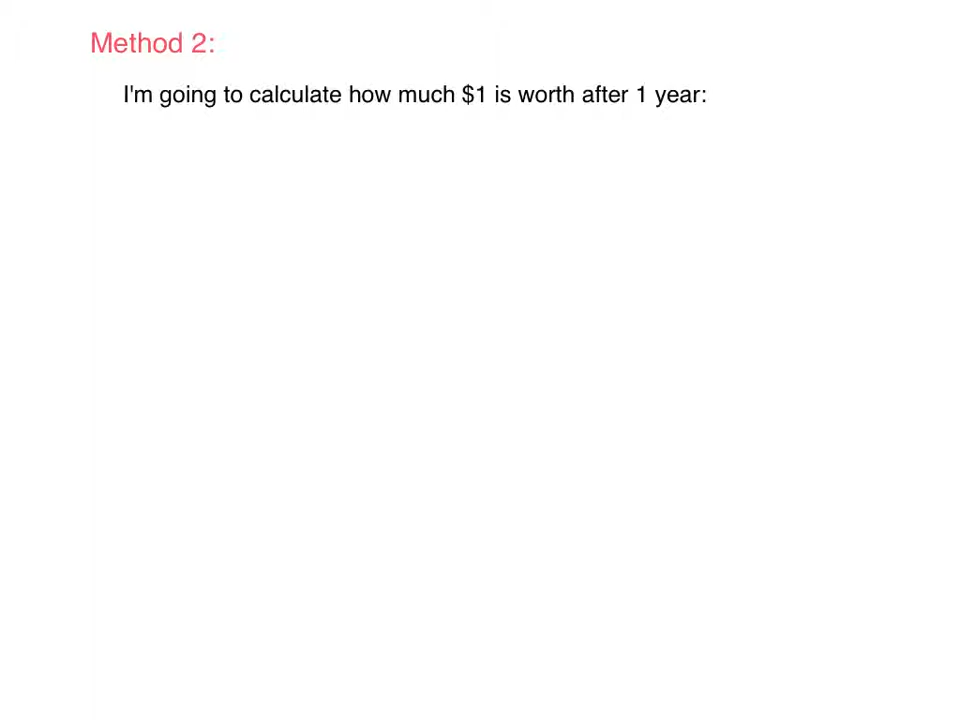 Method 2:
I'm going to calculate how much $1 is worth after 1 year: